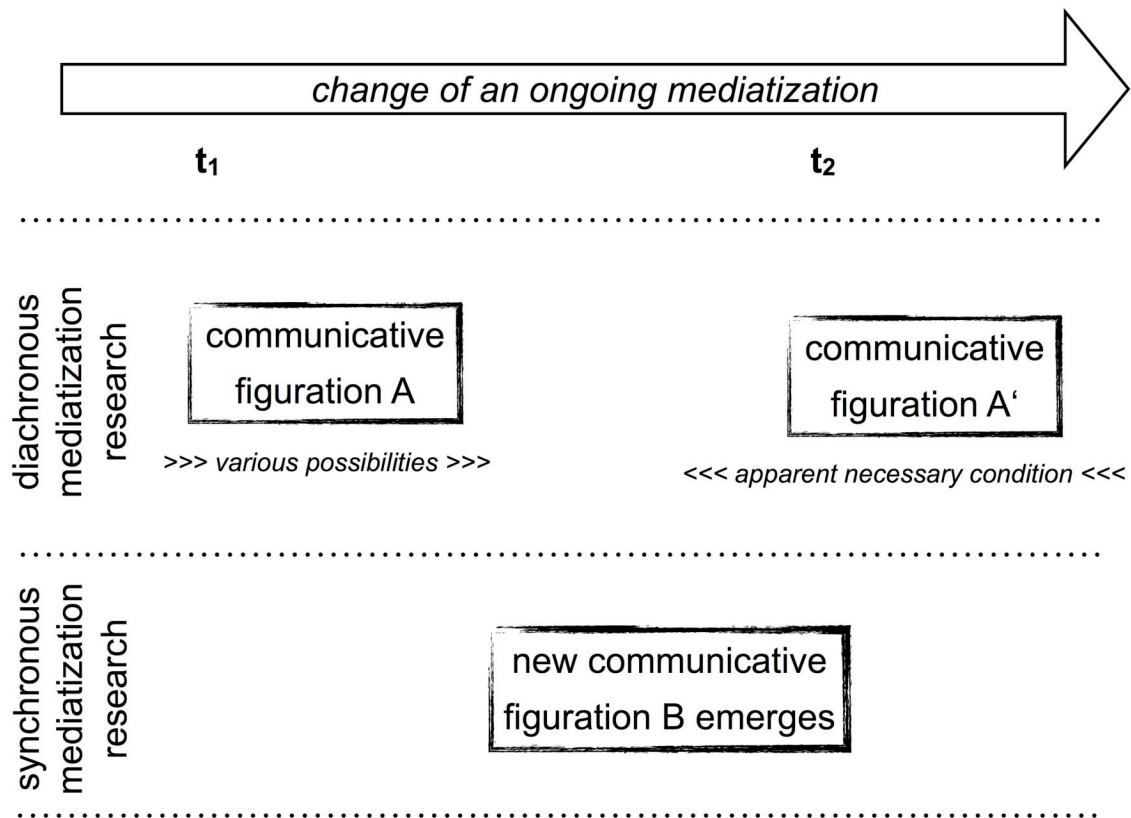 change of an ongoing mediatization
t₁
t₂
diachronous
mediatization
research
communicative
figuration A
>>> various possibilities >>>
communicative
figuration A‘
<<< apparent necessary condition <<<
synchronous
mediatization
research
new communicative
figuration B emerges